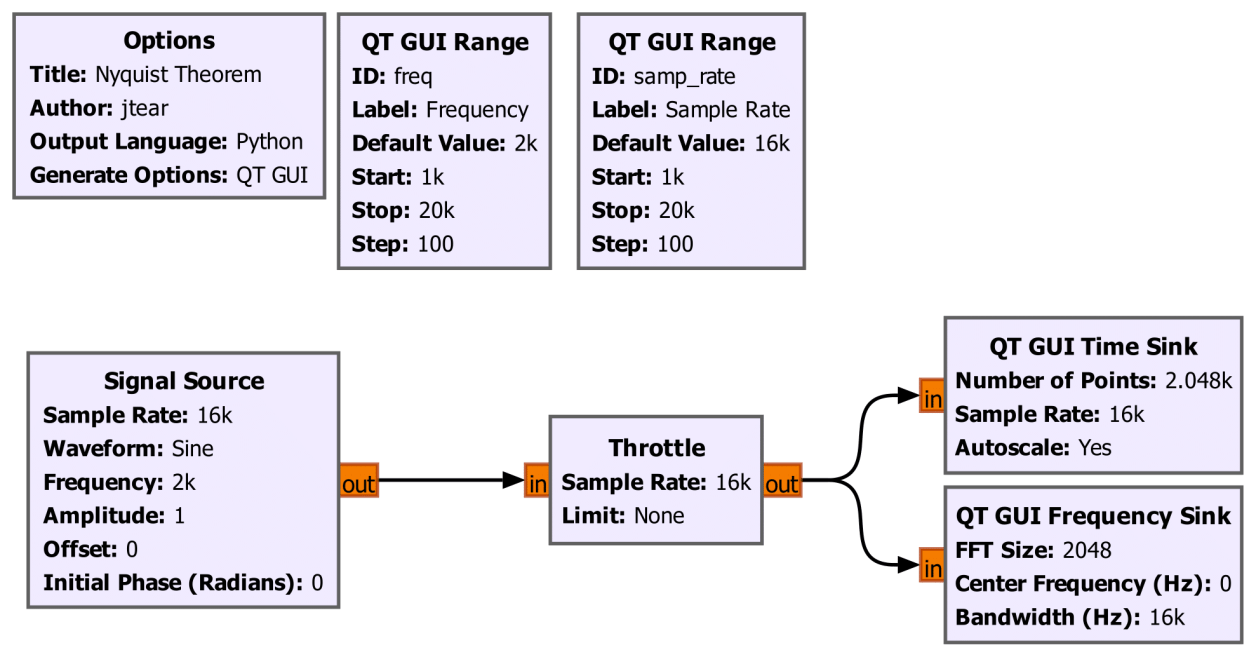 Options
Title: Nyquist Theorem
Author: jtear
Output Language: Python
Generate Options: QT GUI
QT GUI Range
ID: freq
Label: Frequency
Default Value: 2k
Start: 1k
Stop: 20k
Step: 100
QT GUI Range
ID: samp_rate
Label: Sample Rate
Default Value: 16k
Start: 1k
Stop: 20k
Step: 100
Signal Source
Sample Rate: 16k
Waveform: Sine
Frequency: 2k
Amplitude: 1
Offset: 0
Initial Phase (Radians): 0
out
in
Throttle
Sample Rate: 16k
Limit: None
out
in
QT GUI Time Sink
Number of Points: 2.048k
Sample Rate: 16k
Autoscale: Yes
in
QT GUI Frequency Sink
FFT Size: 2048
Center Frequency (Hz): 0
Bandwidth (Hz): 16k